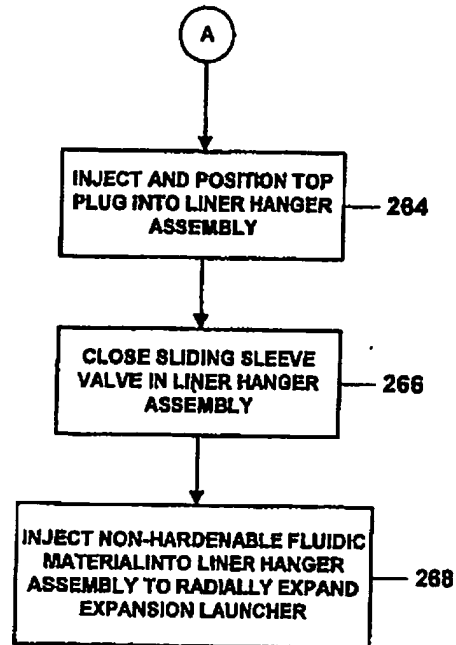 A
INJECT AND POSITION TOP
PLUG INTO LINER HANGER
ASSEMBLY
264
CLOSE SLIDING SLEEVE
VALVE IN LINER HANGER
ASSEMBLY
266
INJECT NON-HARDENABLE FLUIDIC
MATERIALINTO LINER HANGER
ASSEMBLY TO RADIALLY EXPAND
EXPANSION LAUNCHER
268